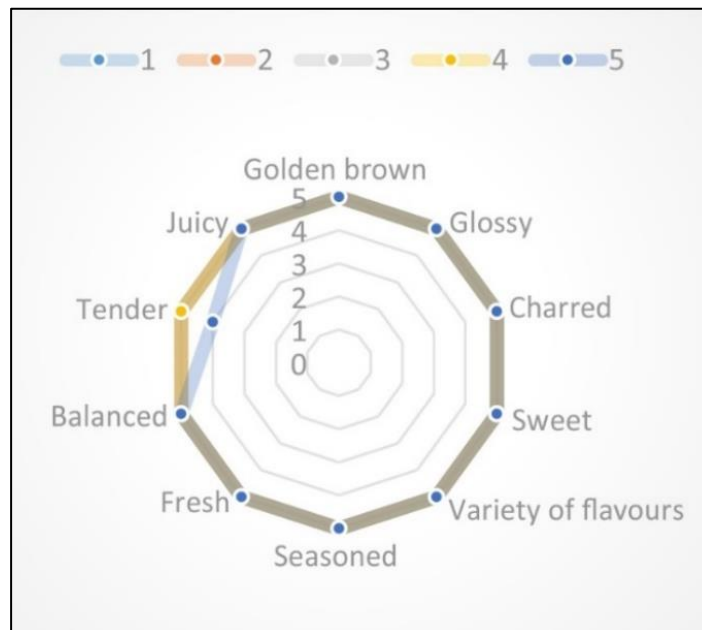 1 2 3 4 5
Golden brown
5
Juicy
Glossy
4
3
2
Tender
Charred
1
0
Balanced
Sweet
Fresh
Variety of flavours
Seasoned